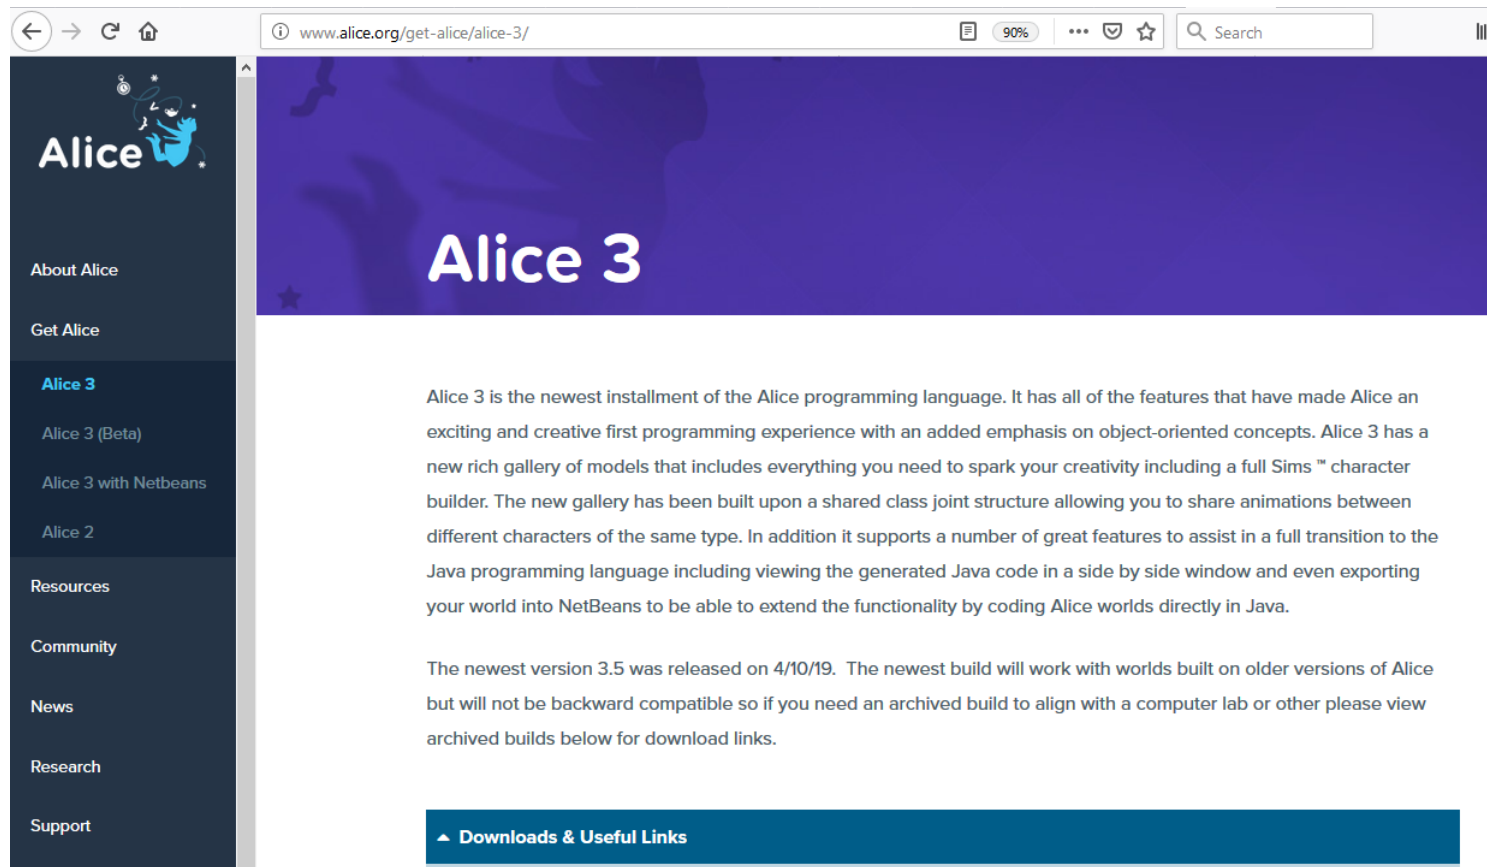 www.alice.org/get-alice/alice-3/
90%
Search
Alice
About Alice
Get Alice
Alice 3
Alice 3 (Beta)
Alice 3 with Netbeans
Alice 2
Resources
Community
News
Research
Support
Alice 3
Alice 3 is the newest installment of the Alice programming language. It has all of the features that have made Alice an
exciting and creative first programming experience with an added emphasis on object-oriented concepts. Alice 3 has a
new rich gallery of models that includes everything you need to spark your creativity including a full Sims ™ character
builder. The new gallery has been built upon a shared class joint structure allowing you to share animations between
different characters of the same type. In addition it supports a number of great features to assist in a full transition to the
Java programming language including viewing the generated Java code in a side by side window and even exporting
your world into NetBeans to be able to extend the functionality by coding Alice worlds directly in Java.
The newest version 3.5 was released on 4/10/19. The newest build will work with worlds built on older versions of Alice
but will not be backward compatible so if you need an archived build to align with a computer lab or other please view
archived builds below for download links.
Downloads & Useful Links